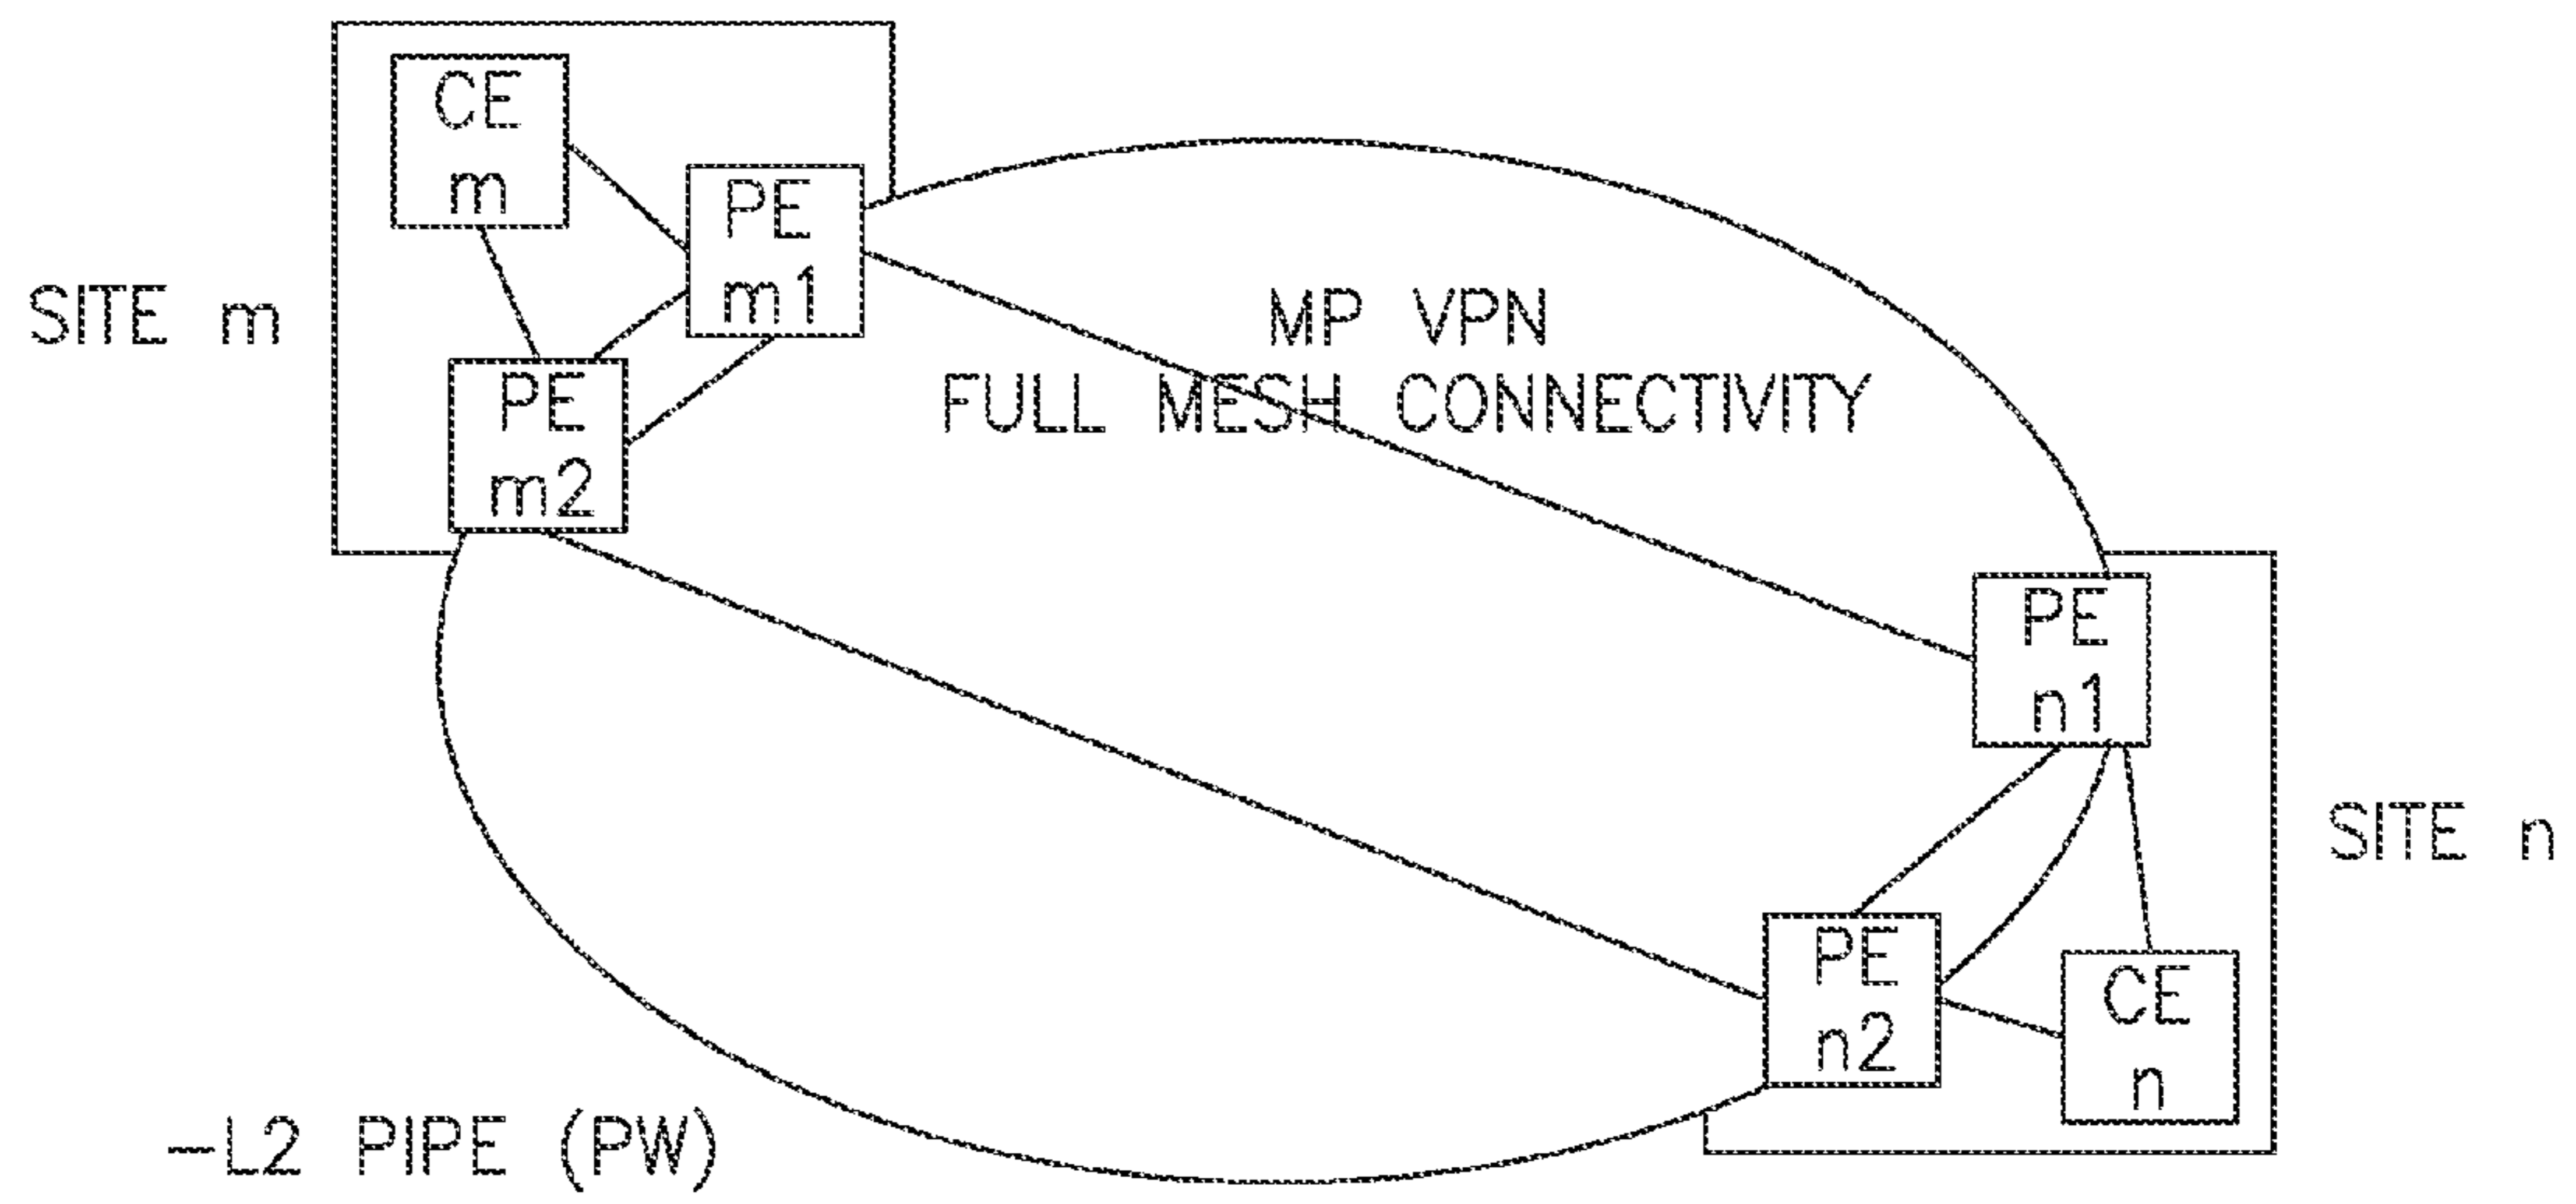 CE
m
PE
m1
SITE m
PE
m2
MP VPN
FULL MESH CONNECTIVITY
PE
n1
SITE n
PE
n2
CE
n
-L2 PIPE (PW)